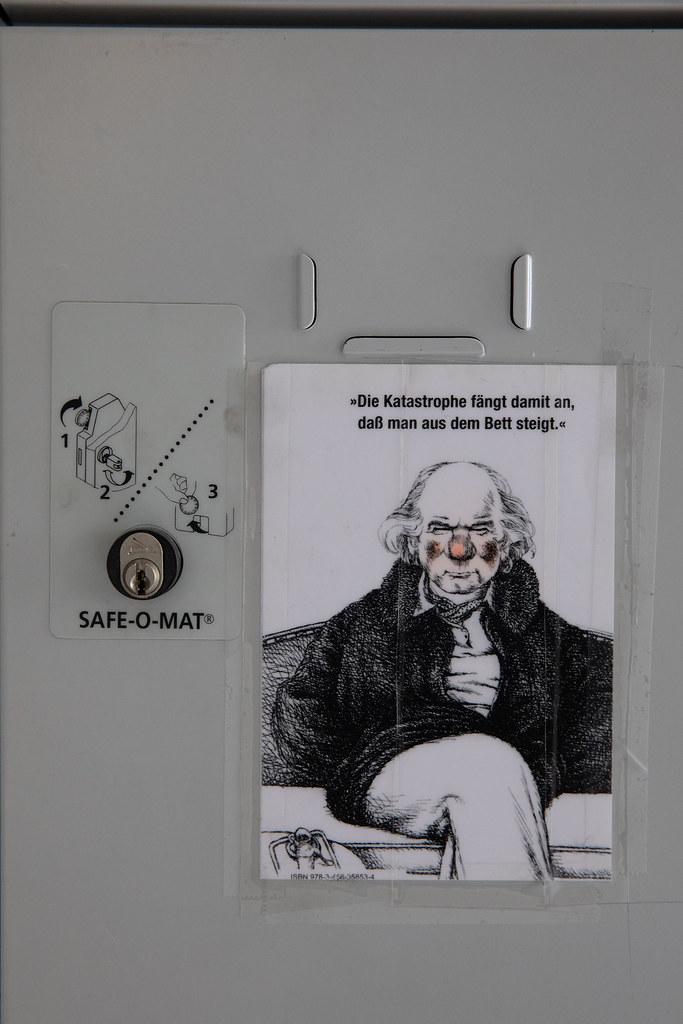 »Die Katastrophe fängt damit an,
daß man aus dem Bett steigt.«
1
2
3
SAFE-O-MAT®